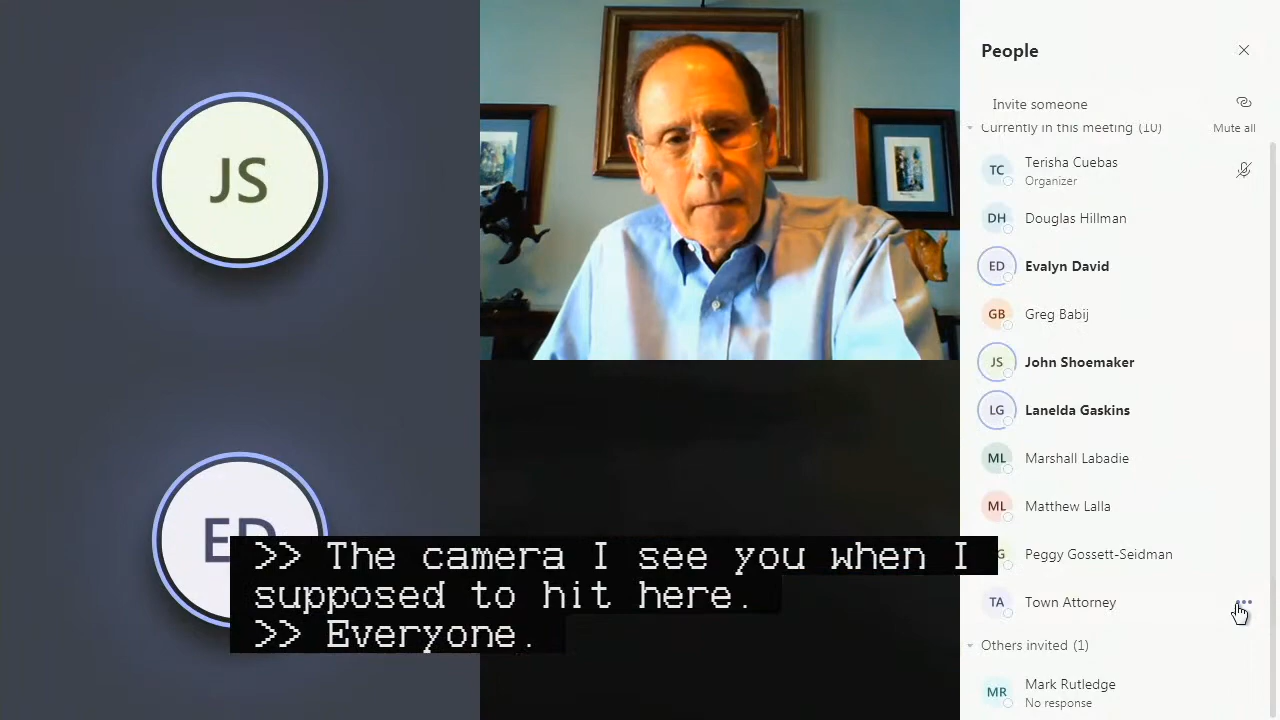 JS
ED
>> The camera I see you when I
supposed to hit here.
>> Everyone.
People
Invite someone
Currently in this meeting (10)
Mute all
TC
Terisha Cuebas
Organizer
DH
Douglas Hillman
ED
Evalyn David
GB
Greg Babij
JS
John Shoemaker
LG
Lanelda Gaskins
ML
Marshall Labadie
ML
Matthew Lalla
G
Peggy Gossett-Seidman
TA
Town Attorney
Others invited (1)
MR
Mark Rutledge
No response